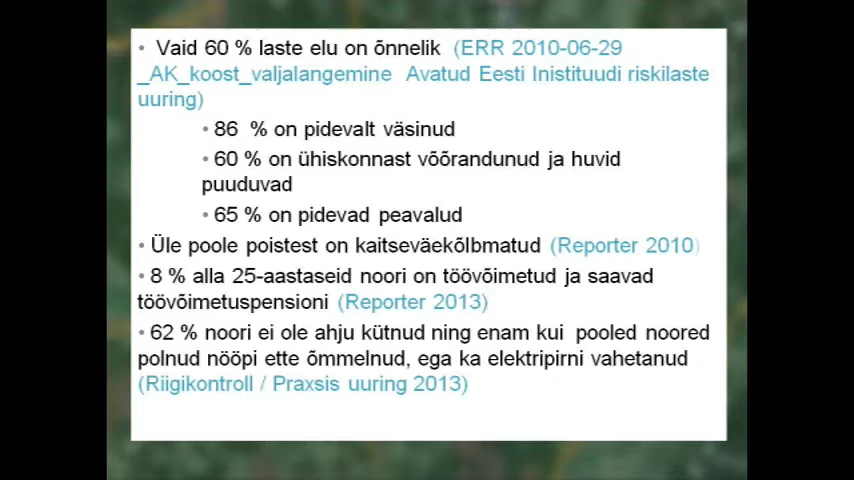 • Vaid 60 % laste elu on õnnelik (ERR 2010-06-29
_AK_koost_valjalangemine Avatud Eesti Inistituudi riskilaste
uuring)
• 86 % on pidevalt väsinud
• 60 % on ühiskonnast võõrandunud ja huvid
puuduvad
• 65 % on pidevad peavalud
• Üle poole poistest on kaitseväekõlbmatud (Reporter 2010)
• 8 % alla 25-aastaseid noori on töövõimetud ja saavad
töövõimetuspensioni (Reporter 2013)
• 62 % noori ei ole ahju kütnud ning enam kui pooled noored
polnud nööpi ette õmmelnud, ega ka elektripirni vahetanud
(Riigikontroll / Praxsis uuring 2013)